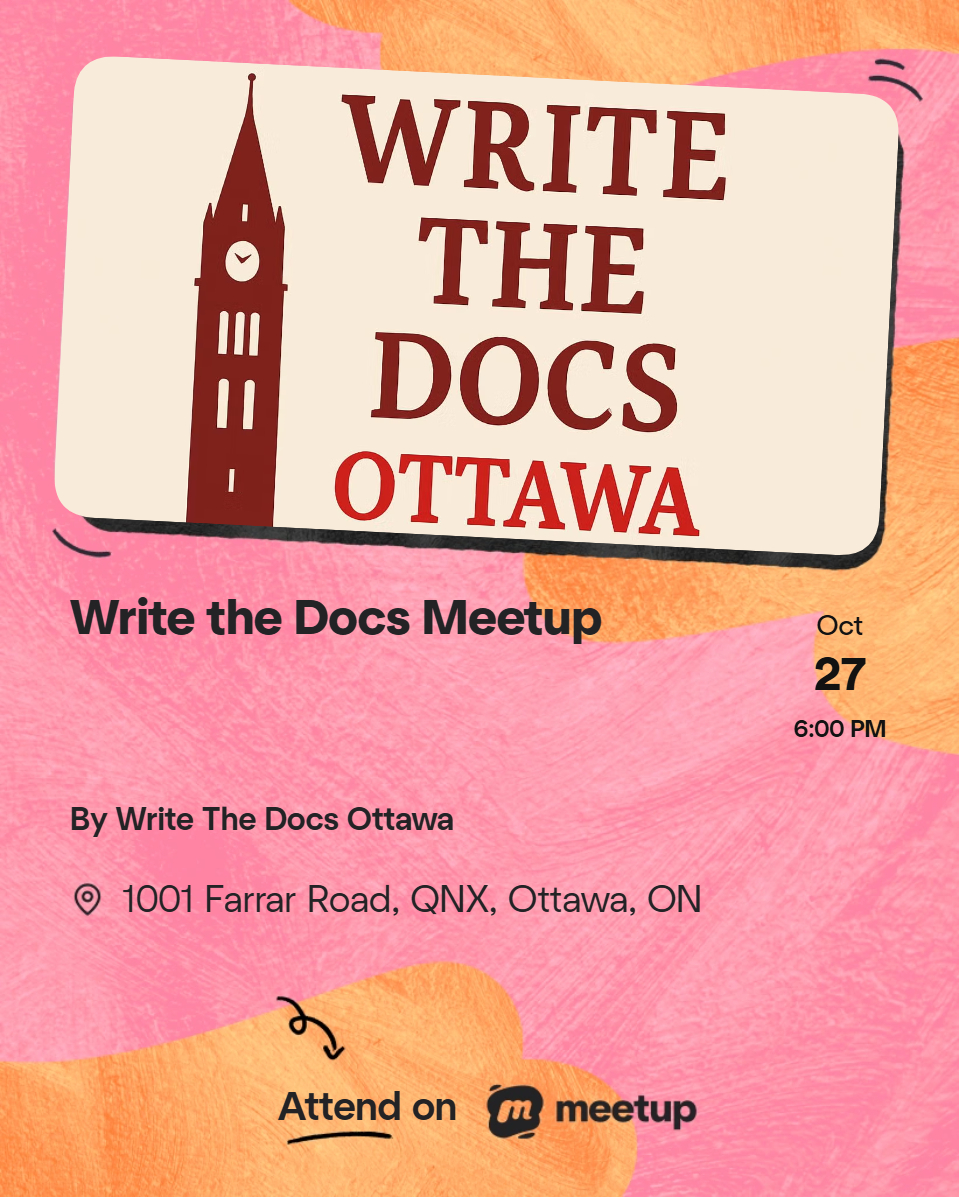 WRITE
THE
DOCS
OTTAWA
Write the Docs Meetup
Oct
27
6:00 PM
By Write The Docs Ottawa
1001 Farrar Road, QNX, Ottawa, ON
Attend on meetup